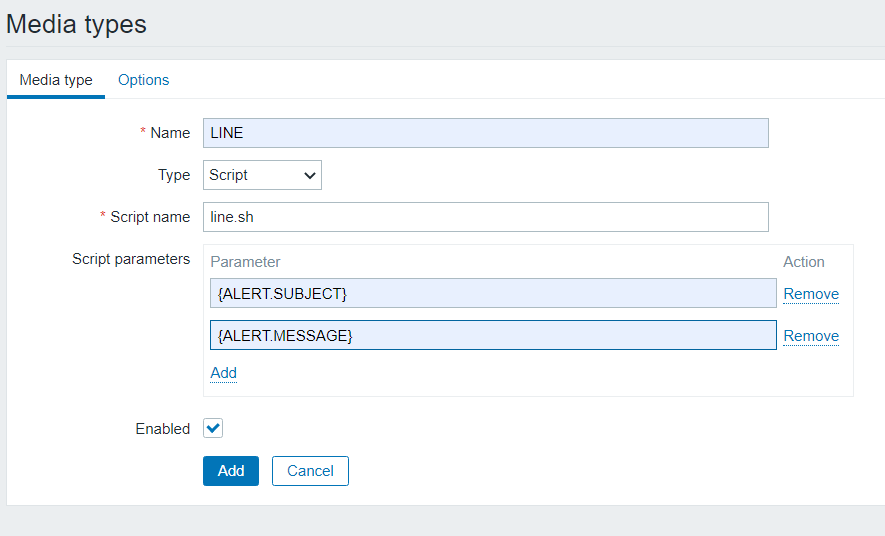 Media types
Media type Options
* Name LINE
Type Script
* Script name line.sh
Script parameters Parameter Action
{ALERT.SUBJECT} Remove
{ALERT.MESSAGE} Remove
Add
Enabled
Add Cancel